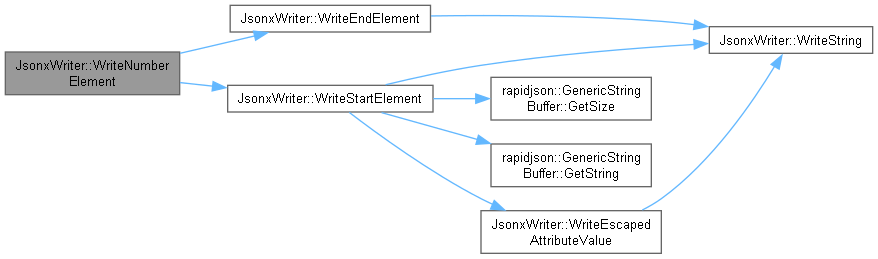 JsonxWriter::WriteNumber
Element
JsonxWriter::WriteEndElement
JsonxWriter::WriteStartElement
JsonxWriter::WriteString
rapidjson::GenericString
Buffer::GetSize
rapidjson::GenericString
Buffer::GetString
JsonxWriter::WriteEscaped
AttributeValue